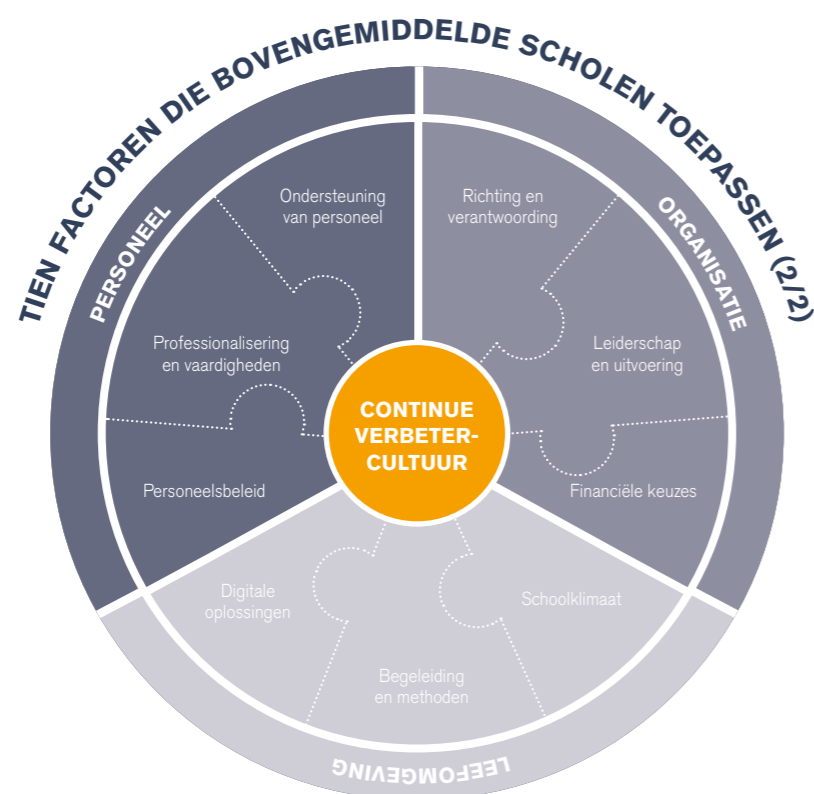 TIEN FACTOREN DIE BOVENGEMIDDELDE SCHOLEN TOEPASSEN (2/2)
PERSONEEL
Ondersteuning
van personeel
Professionalisering
en vaardigheden
Personeelsbeleid
ORGANISATIE
Richting en
verantwoording
Leiderschap
en uitvoering
Financiële keuzes
CONTINUE
VERBETER-
CULTUUR
Digitale
oplossingen
Begeleiding
en methoden
Schoolklimaat
LEEFOMGEVING